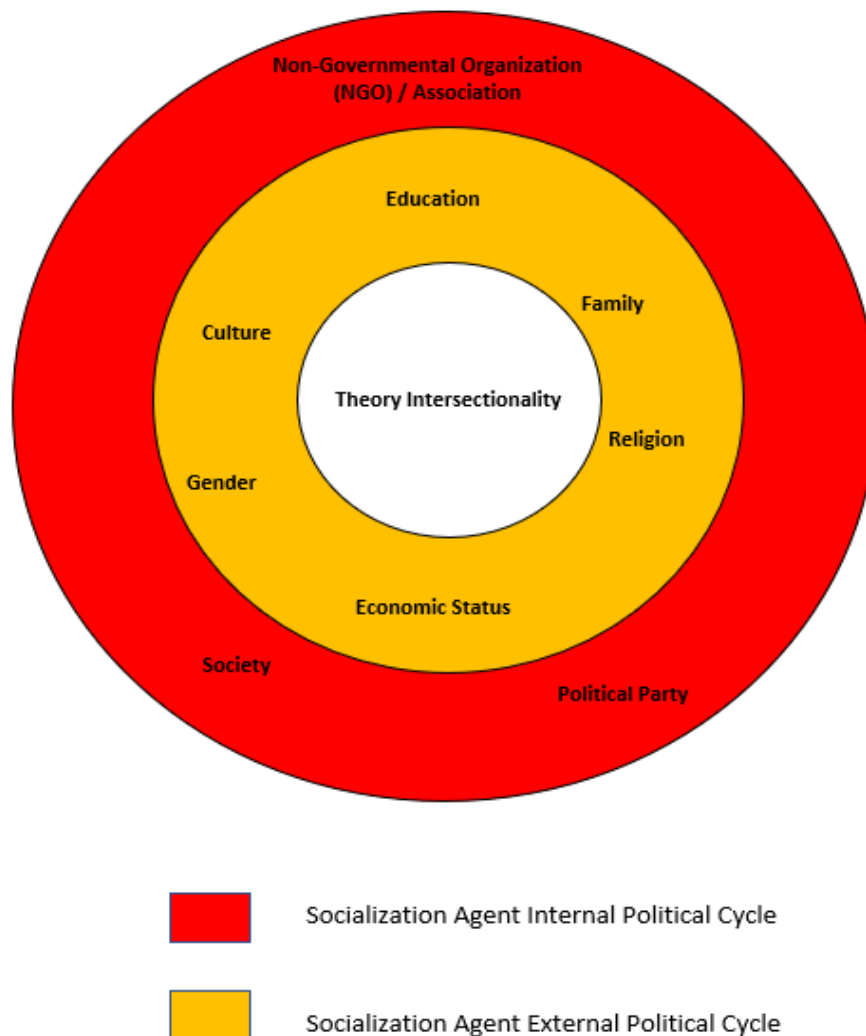 Non-Governmental Organization
(NGO) / Association
Education
Family
Culture
Theory Intersectionality
Religion
Gender
Economic Status
Society
Political Party
Socialization Agent Internal Political Cycle
Socialization Agent External Political Cycle